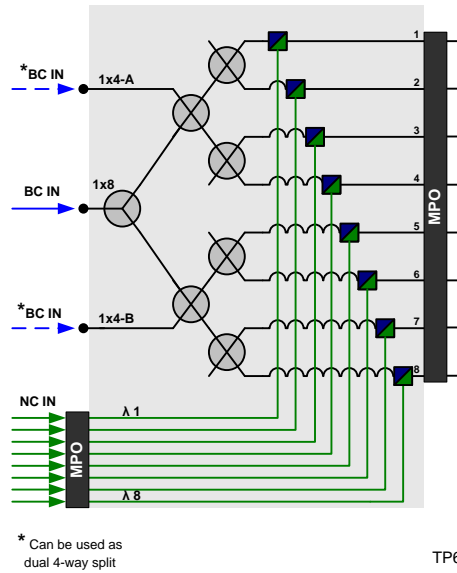 1
*BC IN
1x4-A
2
3
BC IN
1x8
4
MPO
5
6
*BC IN
1x4-B
7
8
NC IN
λ 1
MPO
λ 8
* Can be used as
dual 4-way split
TP6